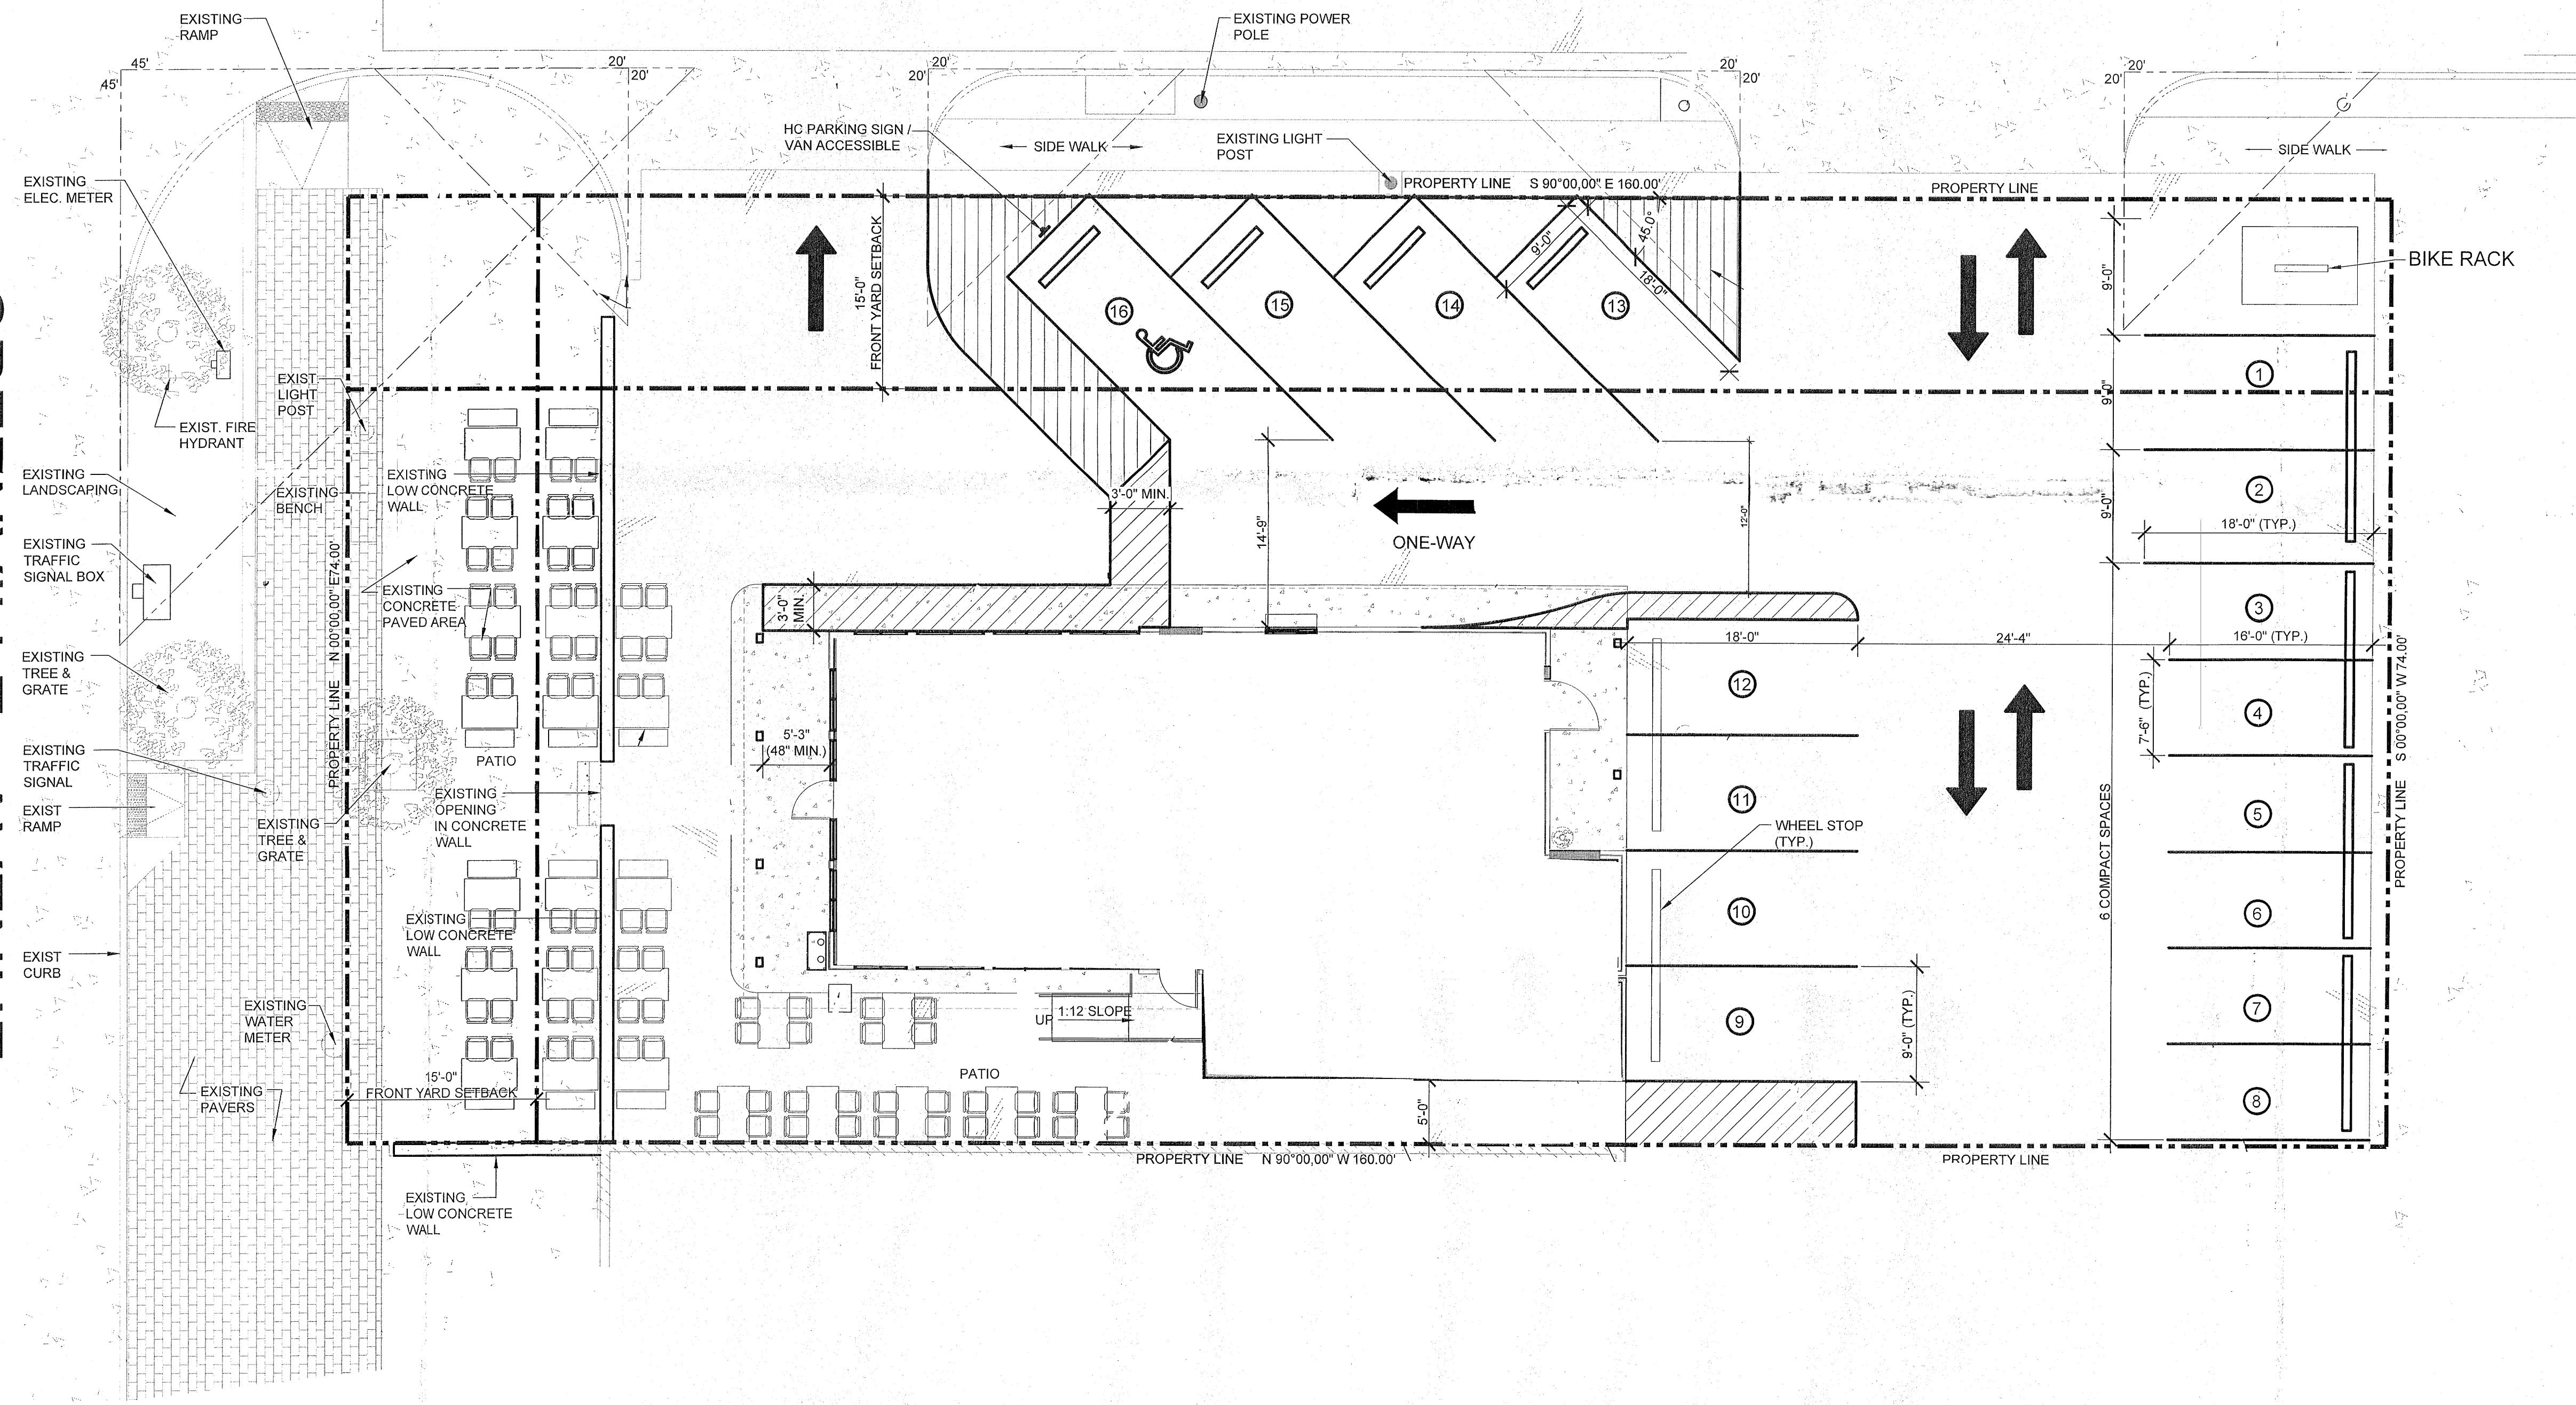 EXISTING
RAMP
EXISTING POWER
POLE
45'
45'
20'
20'
20'
20'
20'
20'
20'
20'
HC PARKING SIGN /
VAN ACCESSIBLE
SIDE WALK
EXISTING LIGHT
POST
SIDE WALK
EXISTING
ELEC. METER
PROPERTY LINE S 90°00,00" E 160.00'
PROPERTY LINE
15'-0"
FRONT YARD SETBACK
9'-0"
45.0°
18'-0"
9'-0"
BIKE RACK
16
15
14
13
EXIST.
LIGHT
POST
1
9'-0"
EXIST. FIRE
HYDRANT
EXISTING
LANDSCAPING
EXISTING
BENCH
EXISTING
LOW CONCRETE
WALL
3'-0" MIN.
14'-9"
ONE-WAY
12'-0"
9'-0"
2
18'-0" (TYP.)
EXISTING
TRAFFIC
SIGNAL BOX
PROPERTY LINE N 00°00,00" E74.00'
EXISTING
CONCRETE
PAVED AREA
3'-0"
MIN.
3
18'-0"
24'-4"
16'-0" (TYP.)
EXISTING
TREE &
GRATE
12
7'-6" (TYP.)
4
PROPERTY LINE S 00°00,00" W 74.00'
5'-3"
(48" MIN.)
PATIO
EXISTING
TRAFFIC
SIGNAL
EXISTING
OPENING
IN CONCRETE
WALL
EXIST
RAMP
EXISTING
TREE &
GRATE
11
WHEEL STOP
(TYP.)
5
6 COMPACT SPACES
EXISTING
LOW CONCRETE
WALL
10
6
EXIST
CURB
EXISTING
WATER
METER
UP
1:12 SLOPE
9
9'-0" (TYP.)
7
PATIO
15'-0"
FRONT YARD SETBACK
EXISTING
PAVERS
5'-0"
8
PROPERTY LINE N 90°00,00" W 160.00'
PROPERTY LINE
EXISTING
LOW CONCRETE
WALL